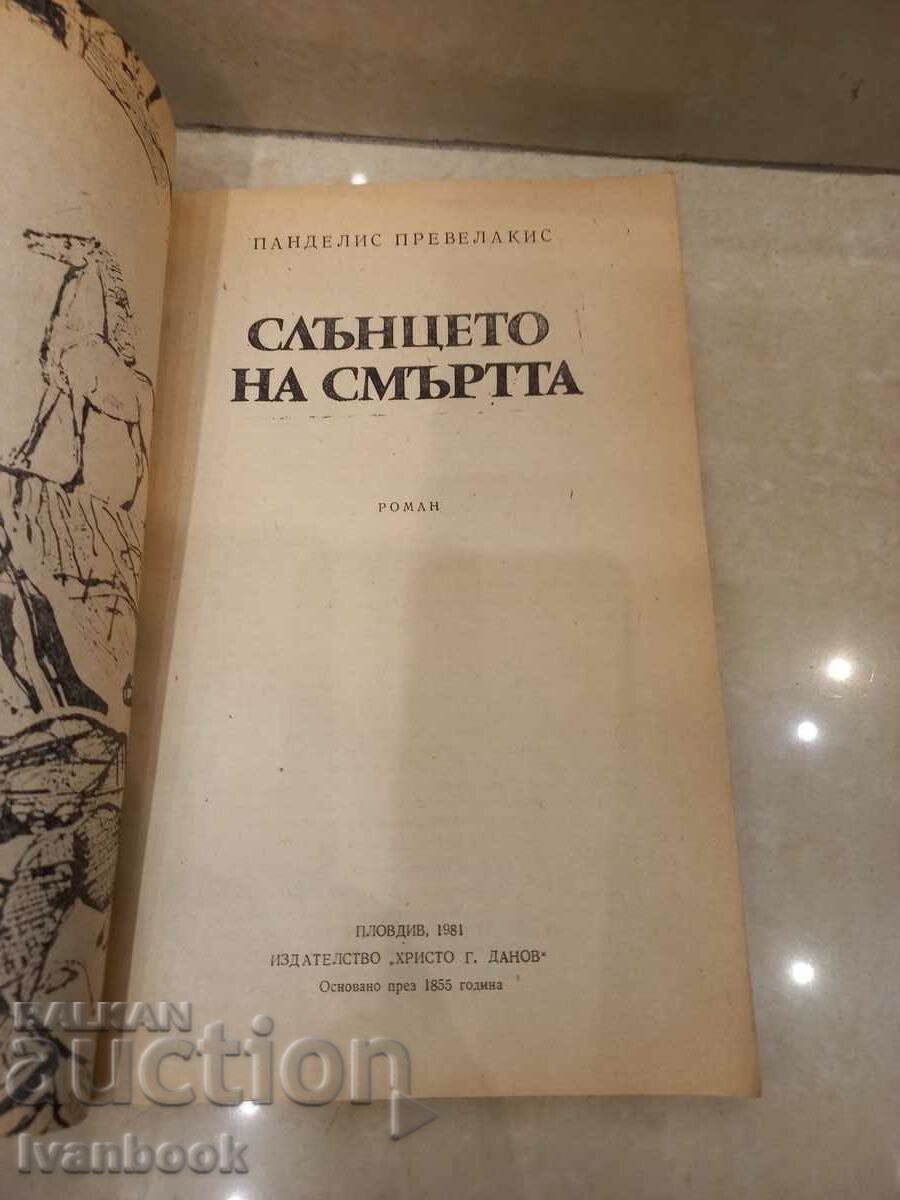 ПАНДЕЛИС ПРЕВЕЛАКИС
СЛЪНЦЕТО
НА СМЪРТТА
РОМАН
ПЛОВДИВ, 1981
ИЗДАТЕЛСТВО „ХРИСТО Г. ДАНОВ“
Основано през 1855 година
BALKAN
auction
Ivanbook